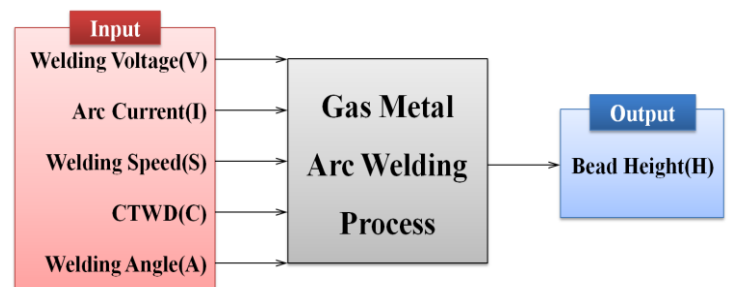 Input
Welding Voltage(V)
Arc Current(I)
Welding Speed(S)
CTWD(C)
Welding Angle(A)
Gas Metal
Arc Welding
Process
Output
Bead Height(H)